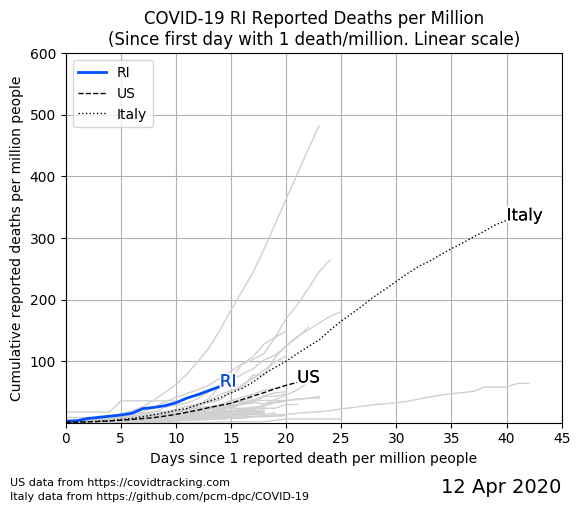 COVID-19 RI Reported Deaths per Million
(Since first day with 1 death/million. Linear scale)
Cumulative reported deaths per million people
600
500
400
300
200
100
RI
US
Italy
Italy
US
RI
0
5
10
15
20
25
30
35
40
45
Days since 1 reported death per million people
US data from https://covidtracking.com
Italy data from https://github.com/pcm-dpc/COVID-19
12 Apr 2020